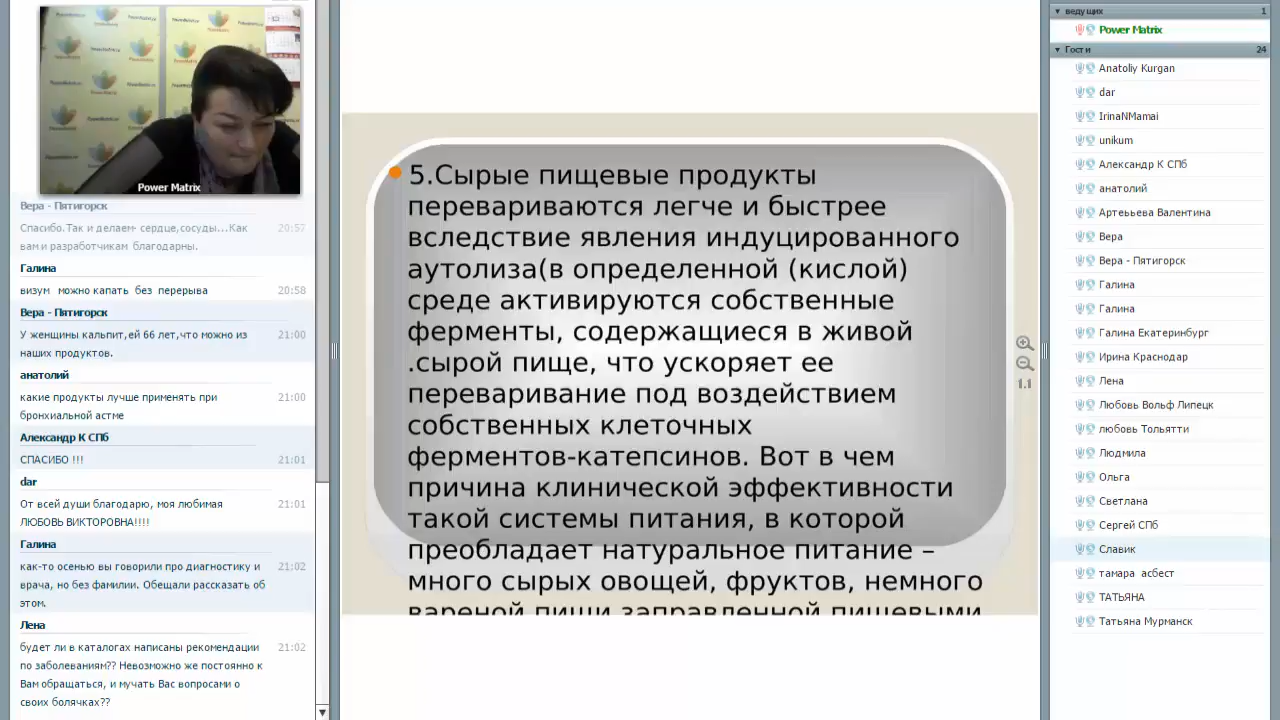 Power Matrix
Вера - Пятигорск
Спасибо.Так и делаем- сердце,сосуды...Как 20:57
вам.и разработчикам благодарны.
Галина
визум можно капать без перерыва 20:58
Вера - Пятигорск
У женщины кальпит,ей 66 лет,что можно из 21:00
наших продуктов.
анатолий
какие продукты лучше применять при 21:00
бронхиальной астме
Александр К СПб
СПАСИБО !!! 21:01
dar
От всей души благодарю, моя любимая 21:01
ЛЮБОВЬ ВИКТОРОВНА!!!!
Галина
как-то осенью вы говорили про диагностику и 21:02
врача, но без фамилии. Обещали рассказать об
этом.
Лена
будет ли в каталогах написаны рекомендации 21:02
по заболеваниям?? Невозможно же постоянно к
Вам обращаться, и мучать Вас вопросами о
своих болячках??
5.Сырые пищевые продукты
перевариваются легче и быстрее
вследствие явления индуцированного
аутолиза(в определенной (кислой)
среде активируются собственные
ферменты, содержащиеся в живой
.сырой пище, что ускоряет ее
переваривание под воздействием
собственных клеточных
ферментов-катепсинов. Вот в чем
причина клинической эффективности
такой системы питания, в которой
преобладает натуральное питание –
много сырых овощей, фруктов, немного
вареной пищи заправленной пищевыми
1.1
ведущих 1
Power Matrix
Гости 24
Anatoliy Kurgan
dar
IrinaNMamai
unikum
Александр К СПб
анатолий
Артеььева Валентина
Вера
Вера - Пятигорск
Галина
Галина
Галина Екатеринбург
Ирина Краснодар
Лена
Любовь Вольф Липецк
любовь Тольятти
Людмила
Ольга
Светлана
Сергей СПб
Славик
тамара асбест
ТАТЬЯНА
Татьяна Мурманск